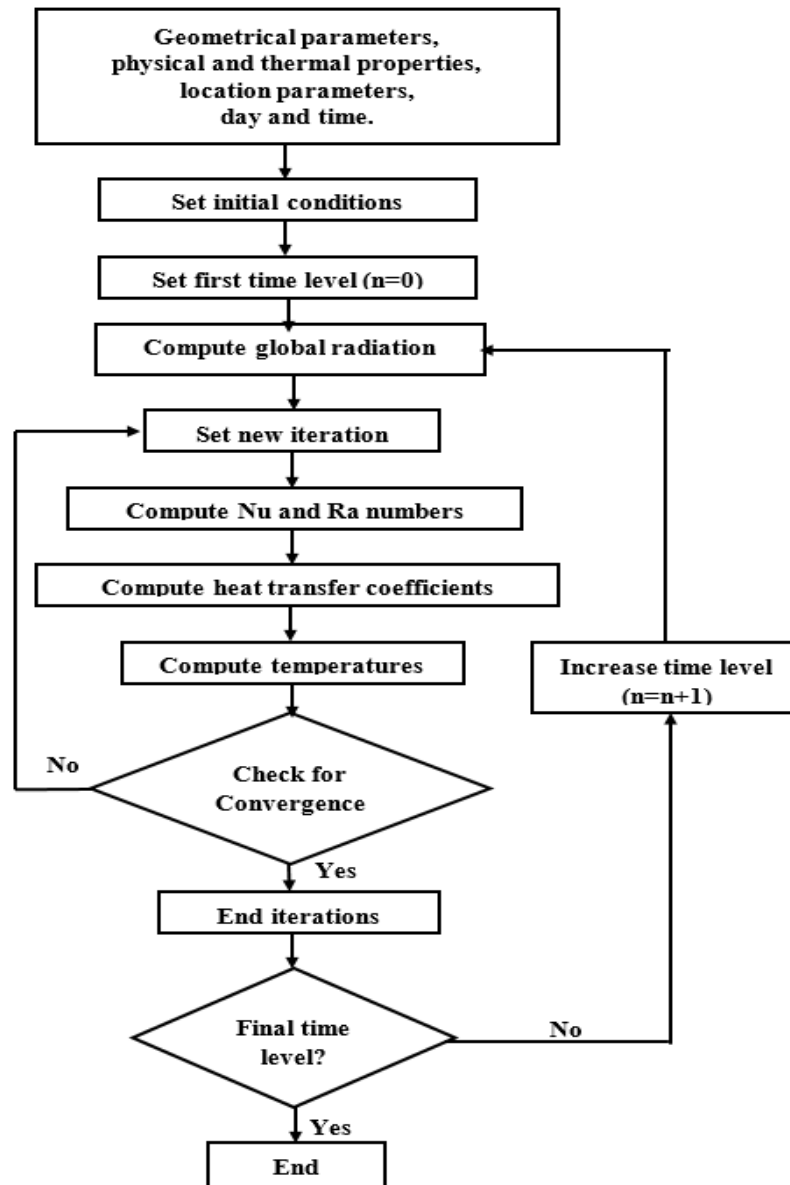 Geometrical parameters,
physical and thermal properties,
location parameters,
day and time.
Set initial conditions
Set first time level (n=0)
Compute global radiation
Set new iteration
Compute Nu and Ra numbers
Compute heat transfer coefficients
Compute temperatures
Increase time level
(n=n+1)
No
Check for
Convergence
Yes
End iterations
Final time
level?
No
Yes
End